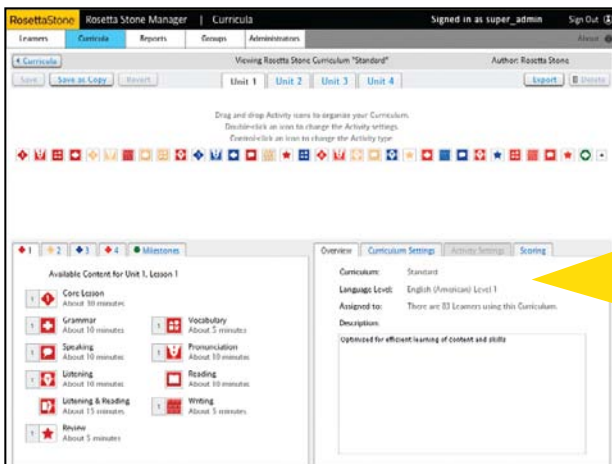 RosettaStone Rosetta Stone Manager | Curricula Signed in as super_admin Sign Out
Learners Curricula Reports Groups Administrators About
Curricula Viewing Rosetta Stone Curriculum "Standard" Author: Rosetta Stone
Save Save as Copy Revert Unit 1 Unit 2 Unit 3 Unit 4 Export Delete
Drag and drop Activity icons to organize your Curriculum.
Double-click an icon to change the Activity settings.
Control-click an icon to change the Activity type
1 2 3 4 Milestones
Available Content for Unit 1, Lesson 1
1 Core Lesson
About 30 minutes
1 Grammar
About 10 minutes
1 Vocabulary
About 5 minutes
1 Speaking
About 10 minutes
1 Pronunciation
About 10 minutes
1 Listening
About 10 minutes
Reading
About 10 minutes
Listening & Reading
About 15 minutes
1 Writing
About 5 minutes
1 Review
About 5 minutes
Overview Curriculum Settings Activity Settings Scoring
Curriculum: Standard
Language Level: English (American) Level 1
Assigned to: There are 83 Learners using this Curriculum.
Description:
Optimized for efficient learning of content and skills